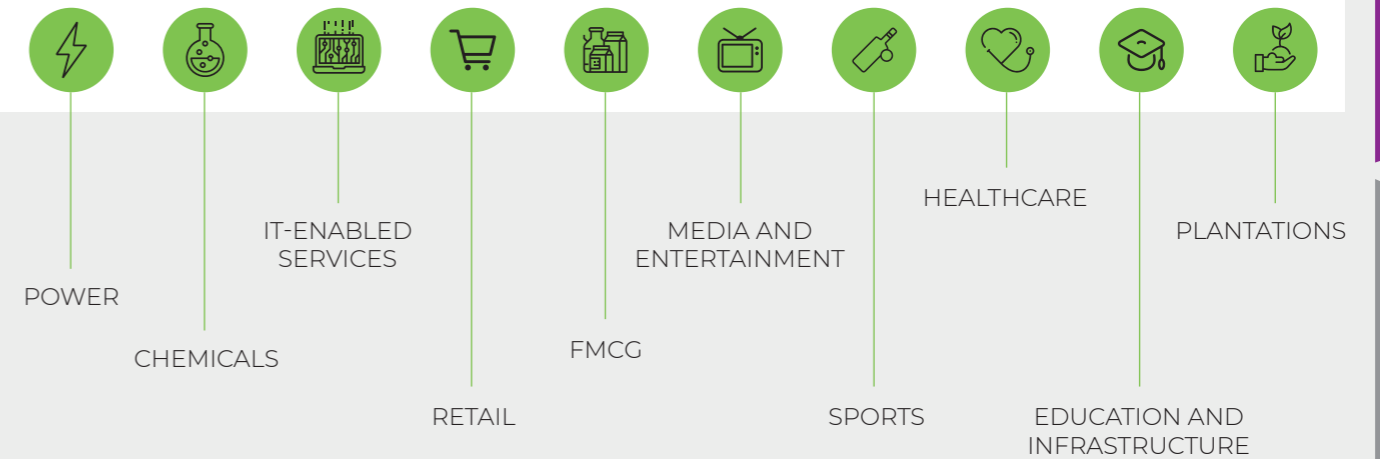 POWER
CHEMICALS
IT-ENABLED
SERVICES
RETAIL
FMCG
MEDIA AND
ENTERTAINMENT
SPORTS
HEALTHCARE
EDUCATION AND
INFRASTRUCTURE
PLANTATIONS